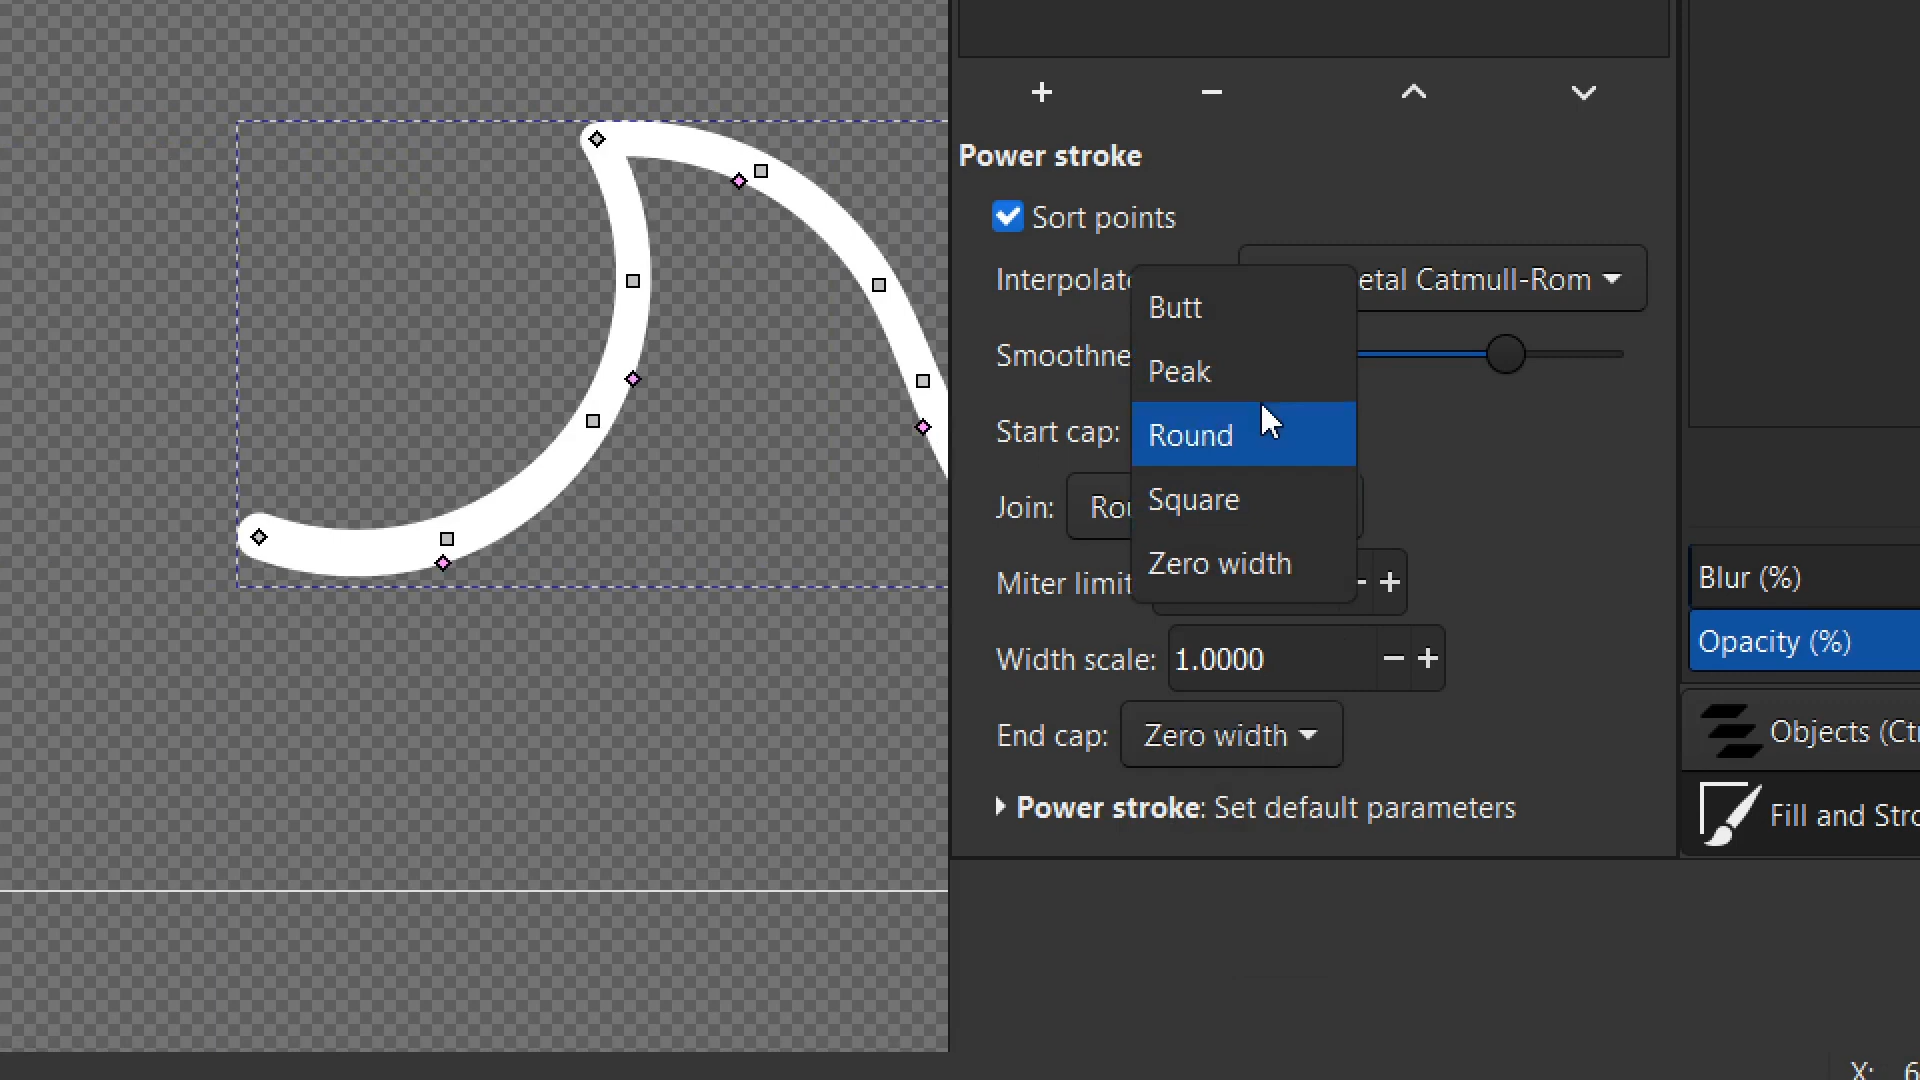 Power stroke
Sort points
Interpolat
etal Catmull-Rom
Smoothne
Start cap:
Butt
Peak
Round
Square
Zero width
Join:
Rou
Miter limit
Width scale: 1.0000
End cap: Zero width
Power stroke: Set default parameters
Blur (%)
Opacity (%)
Objects (Ct
Fill and Stro
X: 6